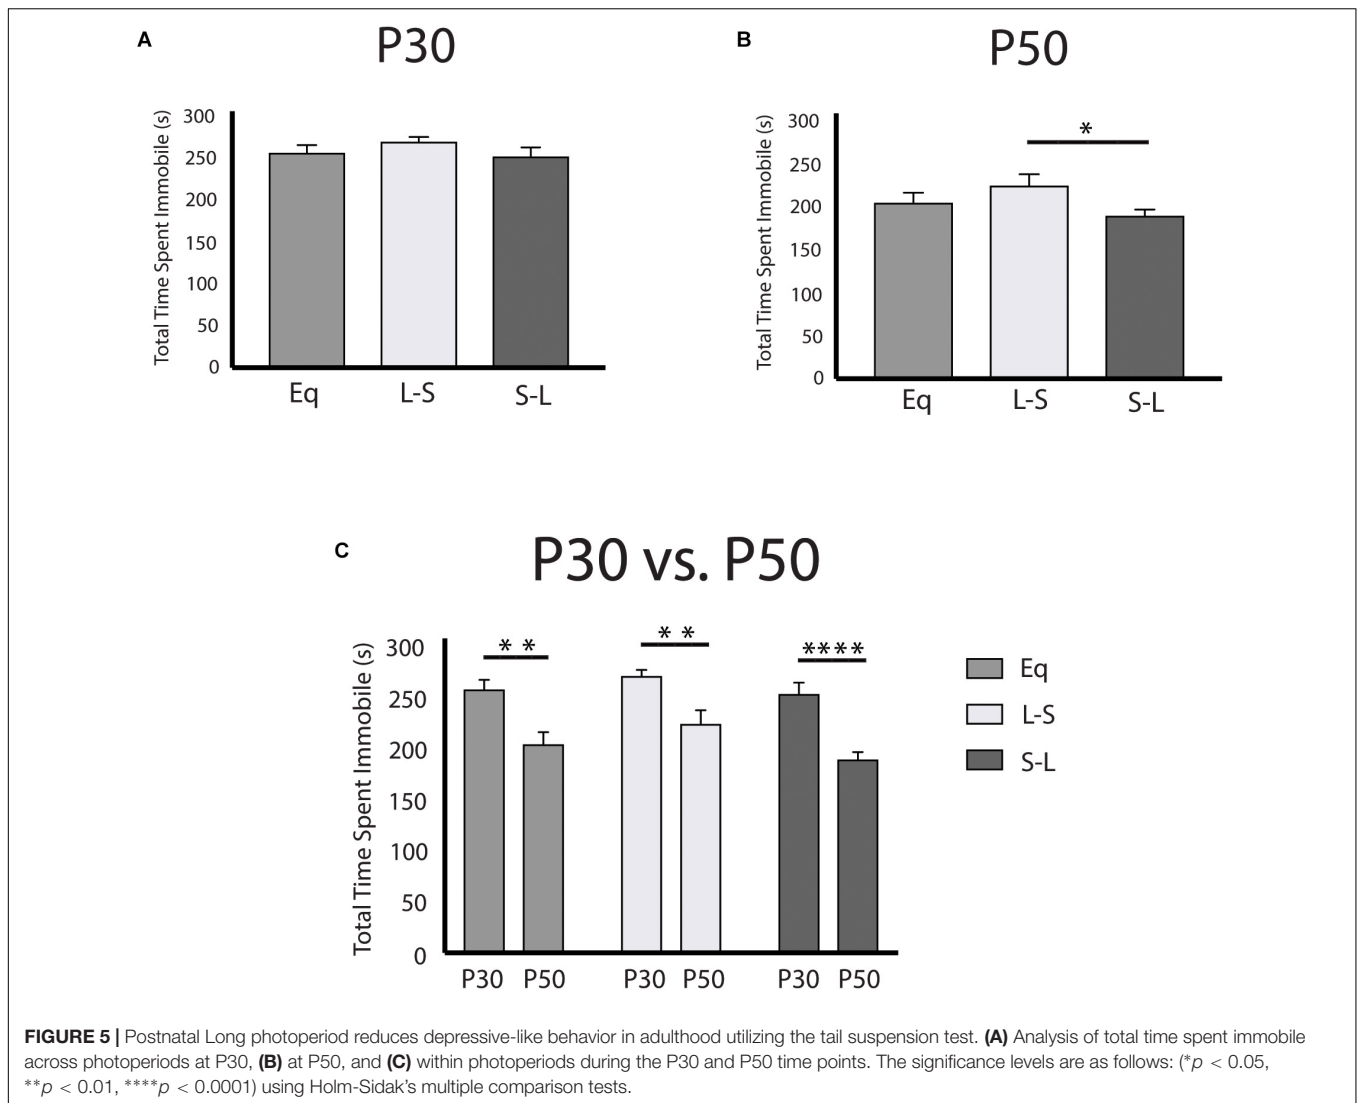 A
P30
Total Time Spent Immobile (s)
300
250
200
150
100
50
0
Eq L-S S-L
B
P50
Total Time Spent Immobile (s)
300
250
200
150
100
50
0
*
Eq L-S S-L
C
P30 vs. P50
Total Time Spent Immobile (s)
300
250
200
150
100
50
0
** ** ****
P30 P50 P30 P50 P30 P50
Eq
L-S
S-L
FIGURE 5 | Postnatal Long photoperiod reduces depressive-like behavior in adulthood utilizing the tail suspension test. (A) Analysis of total time spent immobile
across photoperiods at P30, (B) at P50, and (C) within photoperiods during the P30 and P50 time points. The significance levels are as follows: (*p < 0.05,
**p < 0.01, ****p < 0.0001) using Holm-Sidak's multiple comparison tests.